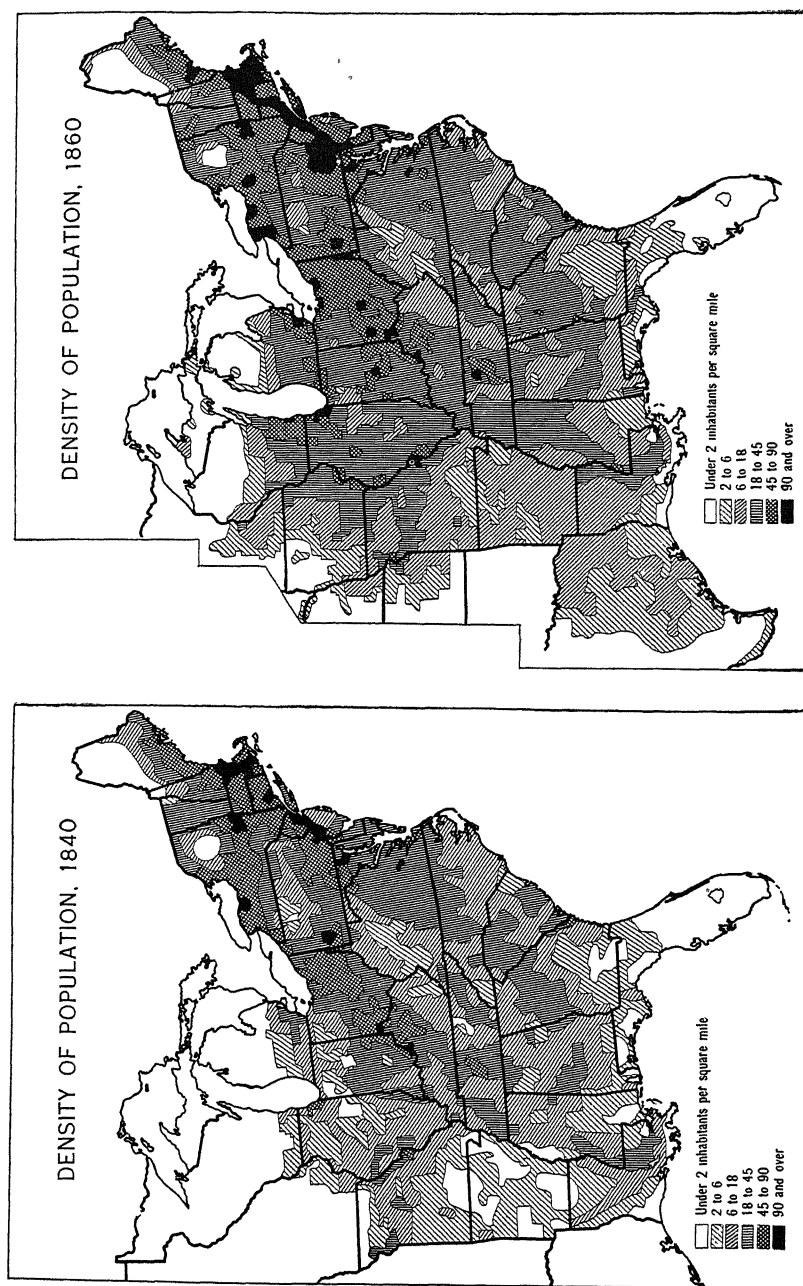 DENSITY OF POPULATION, 1840
Under 2 inhabitants per square mile
2 to 6
6 to 18
18 to 45
45 to 90
90 and over
DENSITY OF POPULATION, 1860
Under 2 inhabitants per square mile
2 to 6
6 to 18
18 to 45
45 to 90
90 and over